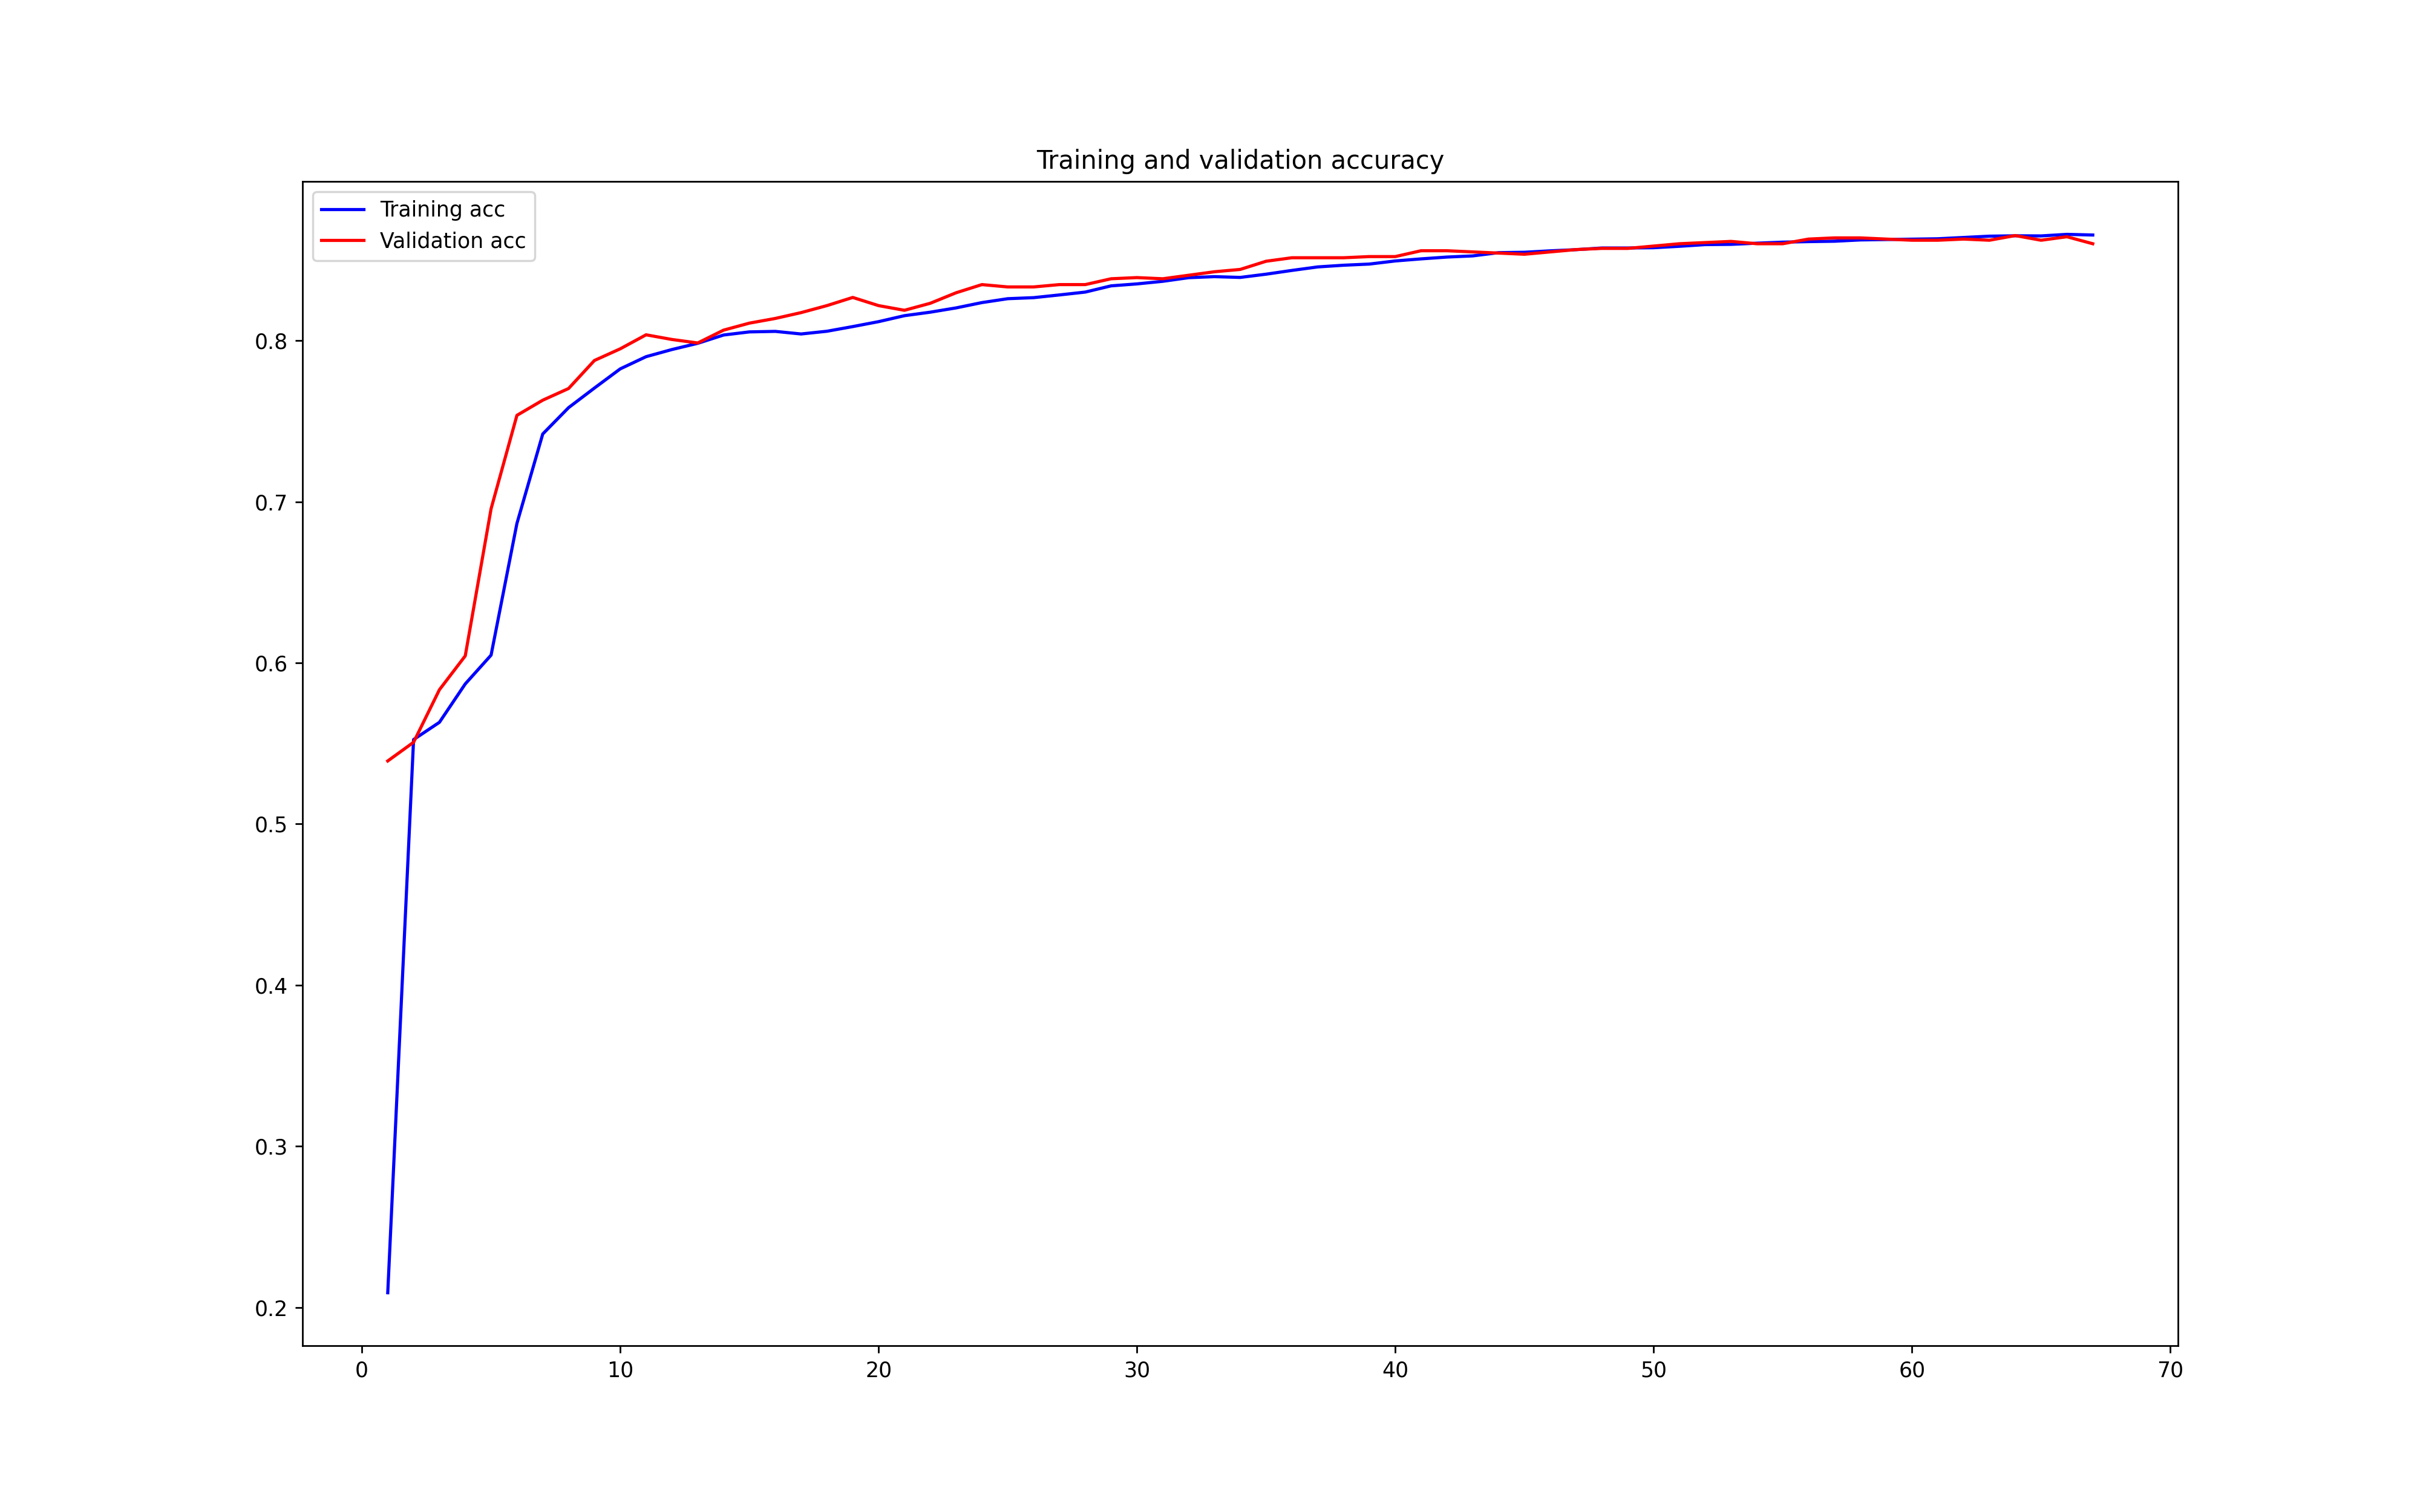 Training and validation accuracy
Training acc
Validation acc
0.8
0.7
0.6
0.5
0.4
0.3
0.2
0 10 20 30 40 50 60 70